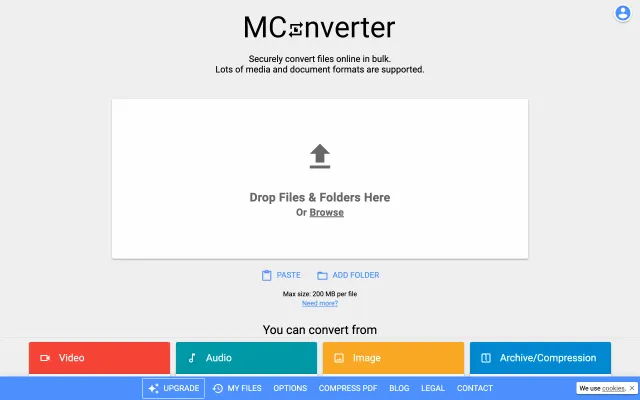 MConverter
Securely convert files online in bulk.
Lots of media and document formats are supported.
Drop Files & Folders Here
Or Browse
PASTE
ADD FOLDER
Max size: 200 MB per file
Need more?
You can convert from
Video
Audio
Image
Archive/Compression
UPGRADE
MY FILES
OPTIONS
COMPRESS PDF
BLOG
LEGAL
CONTACT
We use cookies. ×